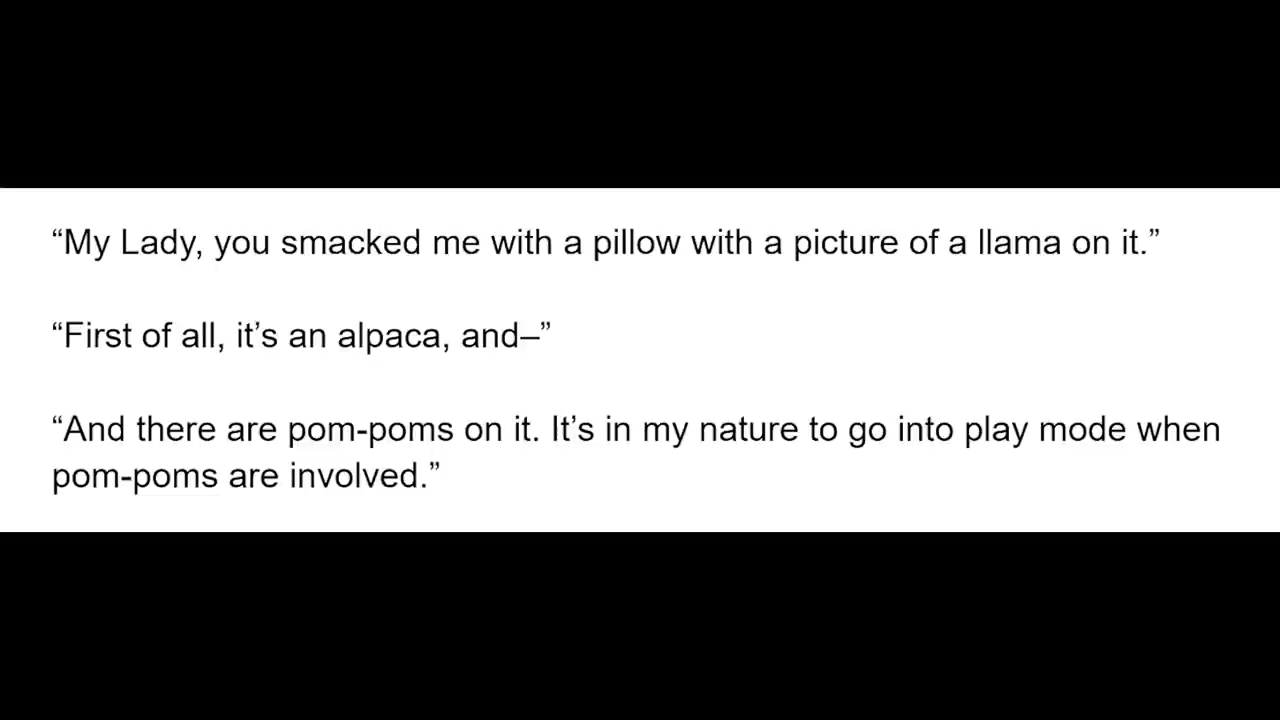 “My Lady, you smacked me with a pillow with a picture of a llama on it.”
“First of all, it’s an alpaca, and–”
“And there are pom-poms on it. It’s in my nature to go into play mode when
pom-poms are involved.”